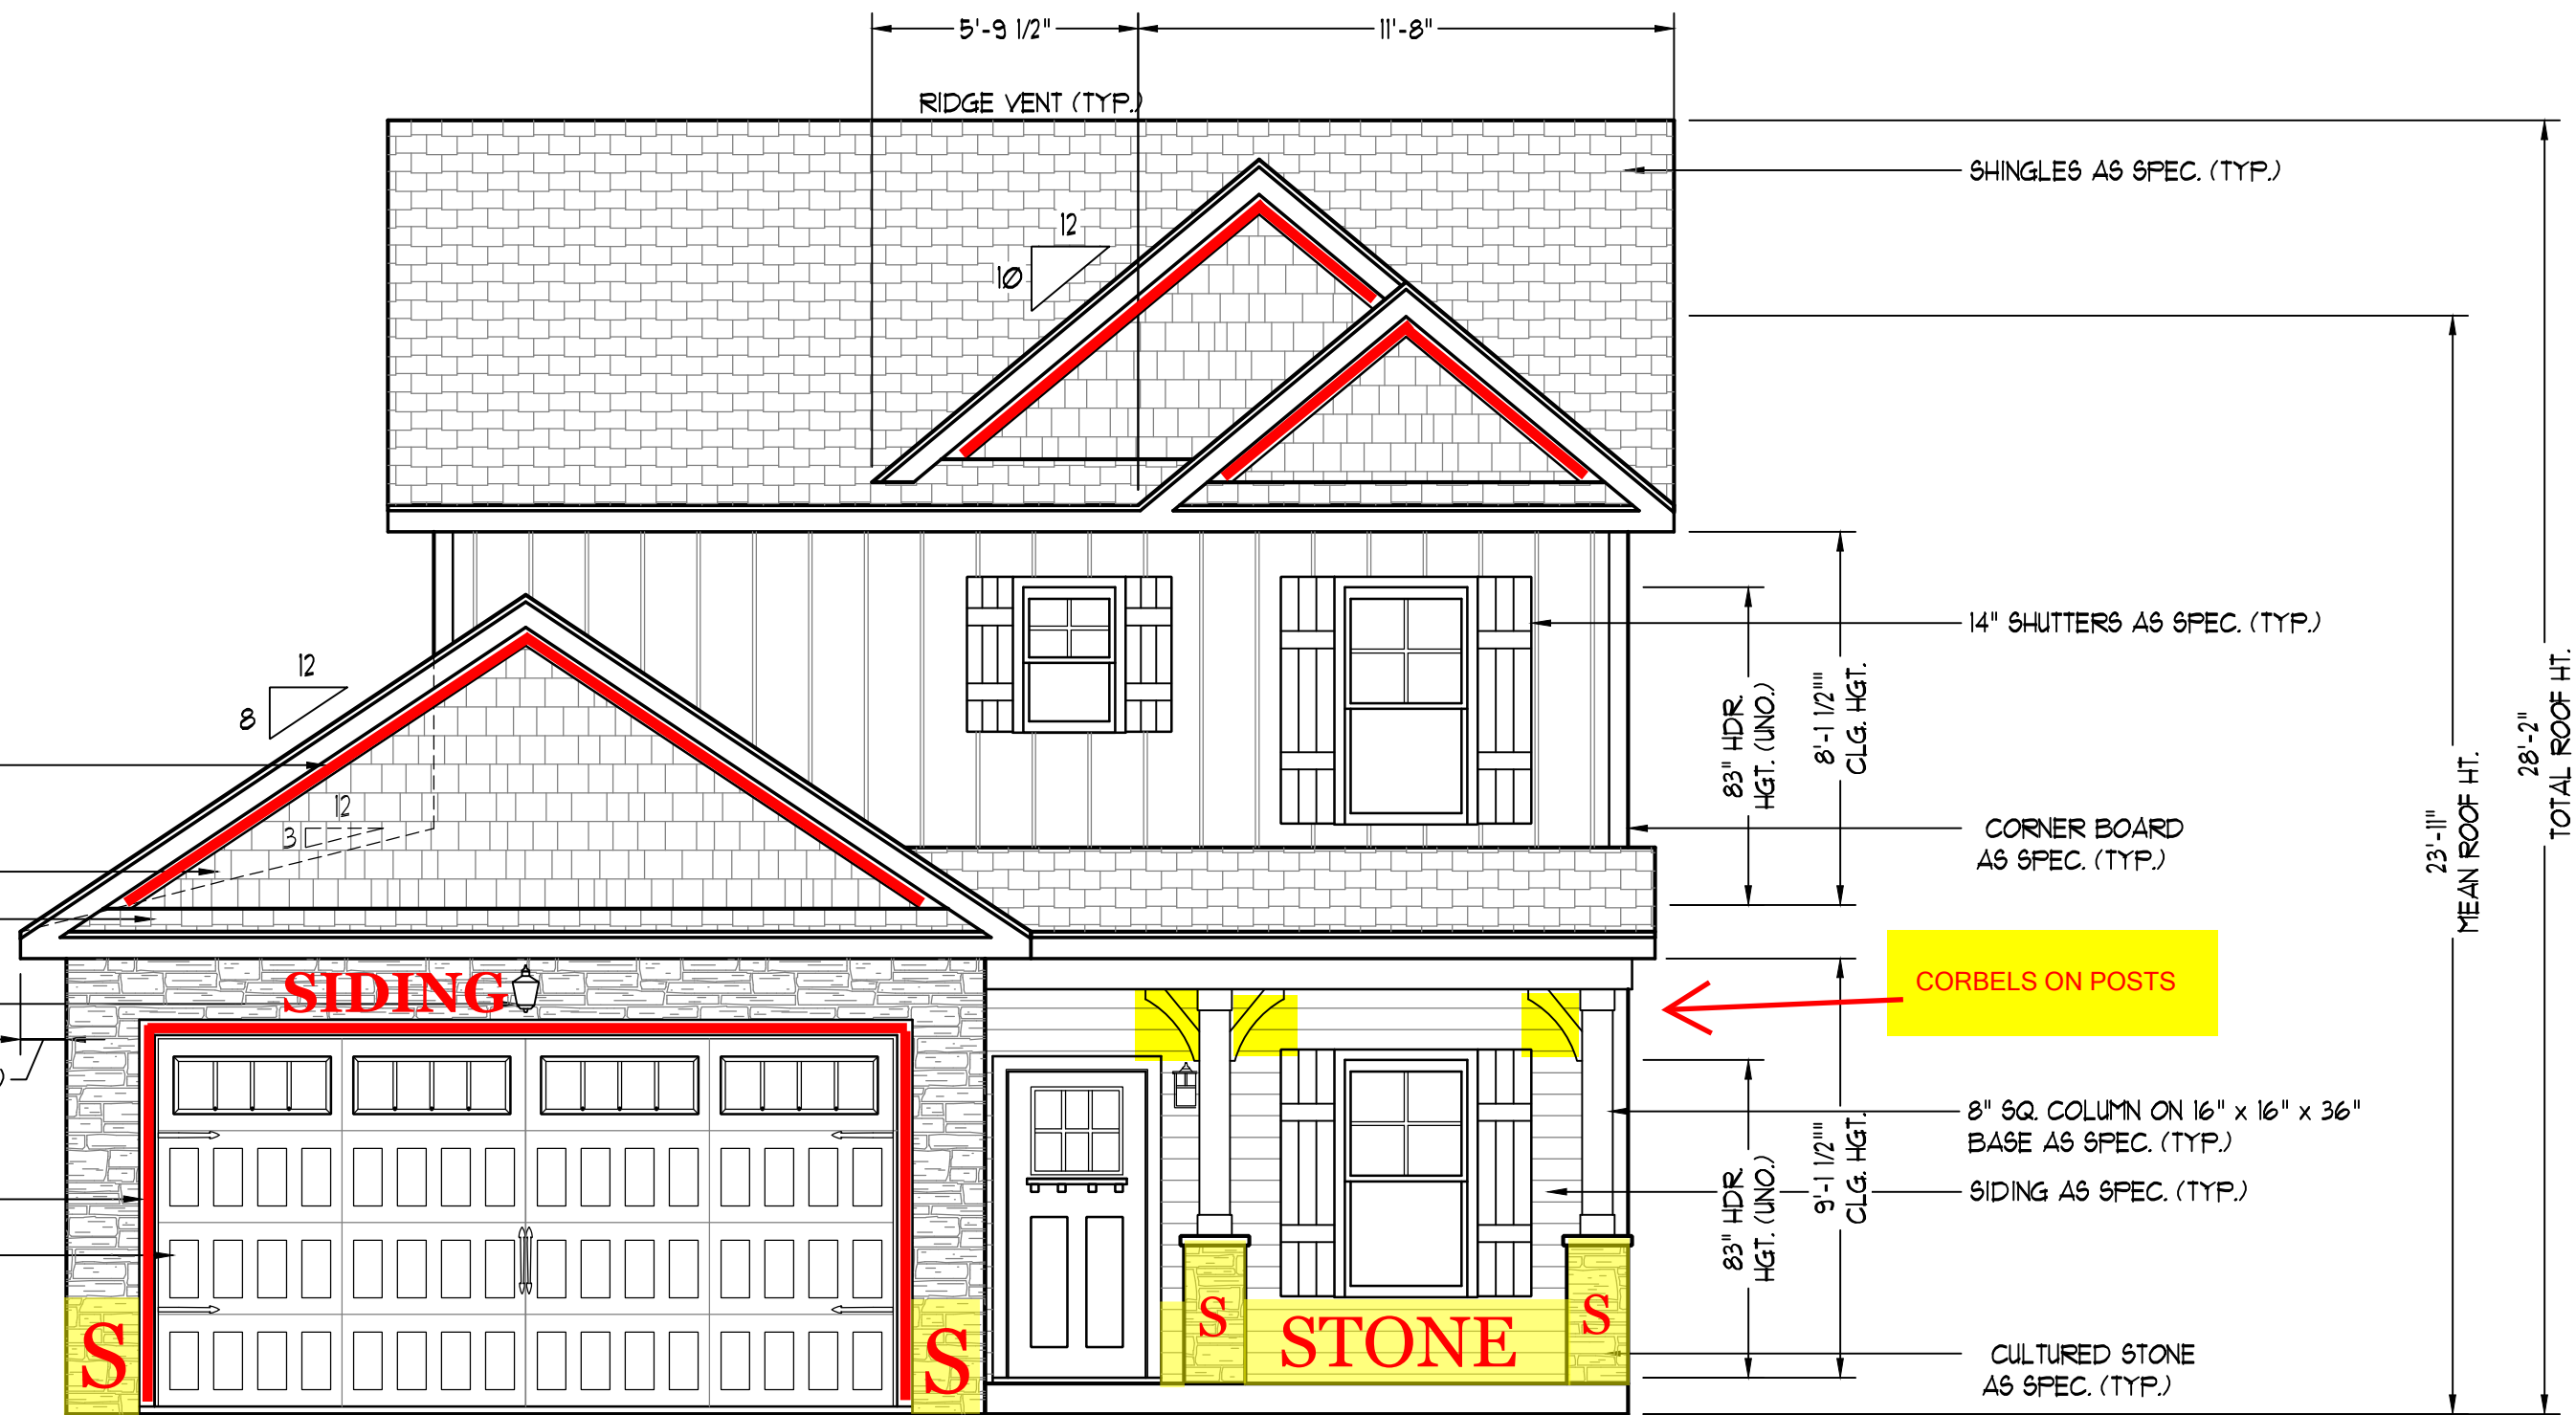 5'-9 1/2"
11'-8"
RIDGE VENT (TYP.)
SHINGLES AS SPEC. (TYP.)
12
10
14" SHUTTERS AS SPEC. (TYP.)
12
8
83" HDR.
HGT. (UNO.)
8'-1 1/2""
CLG. HGT.
28'-2"
TOTAL ROOF HT.
23'-11"
MEAN ROOF HT.
12
3
CORNER BOARD
AS SPEC. (TYP.)
SIDING
CORBELS ON POSTS
)
8" SQ. COLUMN ON 16" x 16" x 36"
BASE AS SPEC. (TYP.)
83" HDR.
HGT. (UNO.)
9'-1 1/2""
CLG. HGT.
SIDING AS SPEC. (TYP.)
S
S
S
STONE
S
CULTURED STONE
AS SPEC. (TYP.)